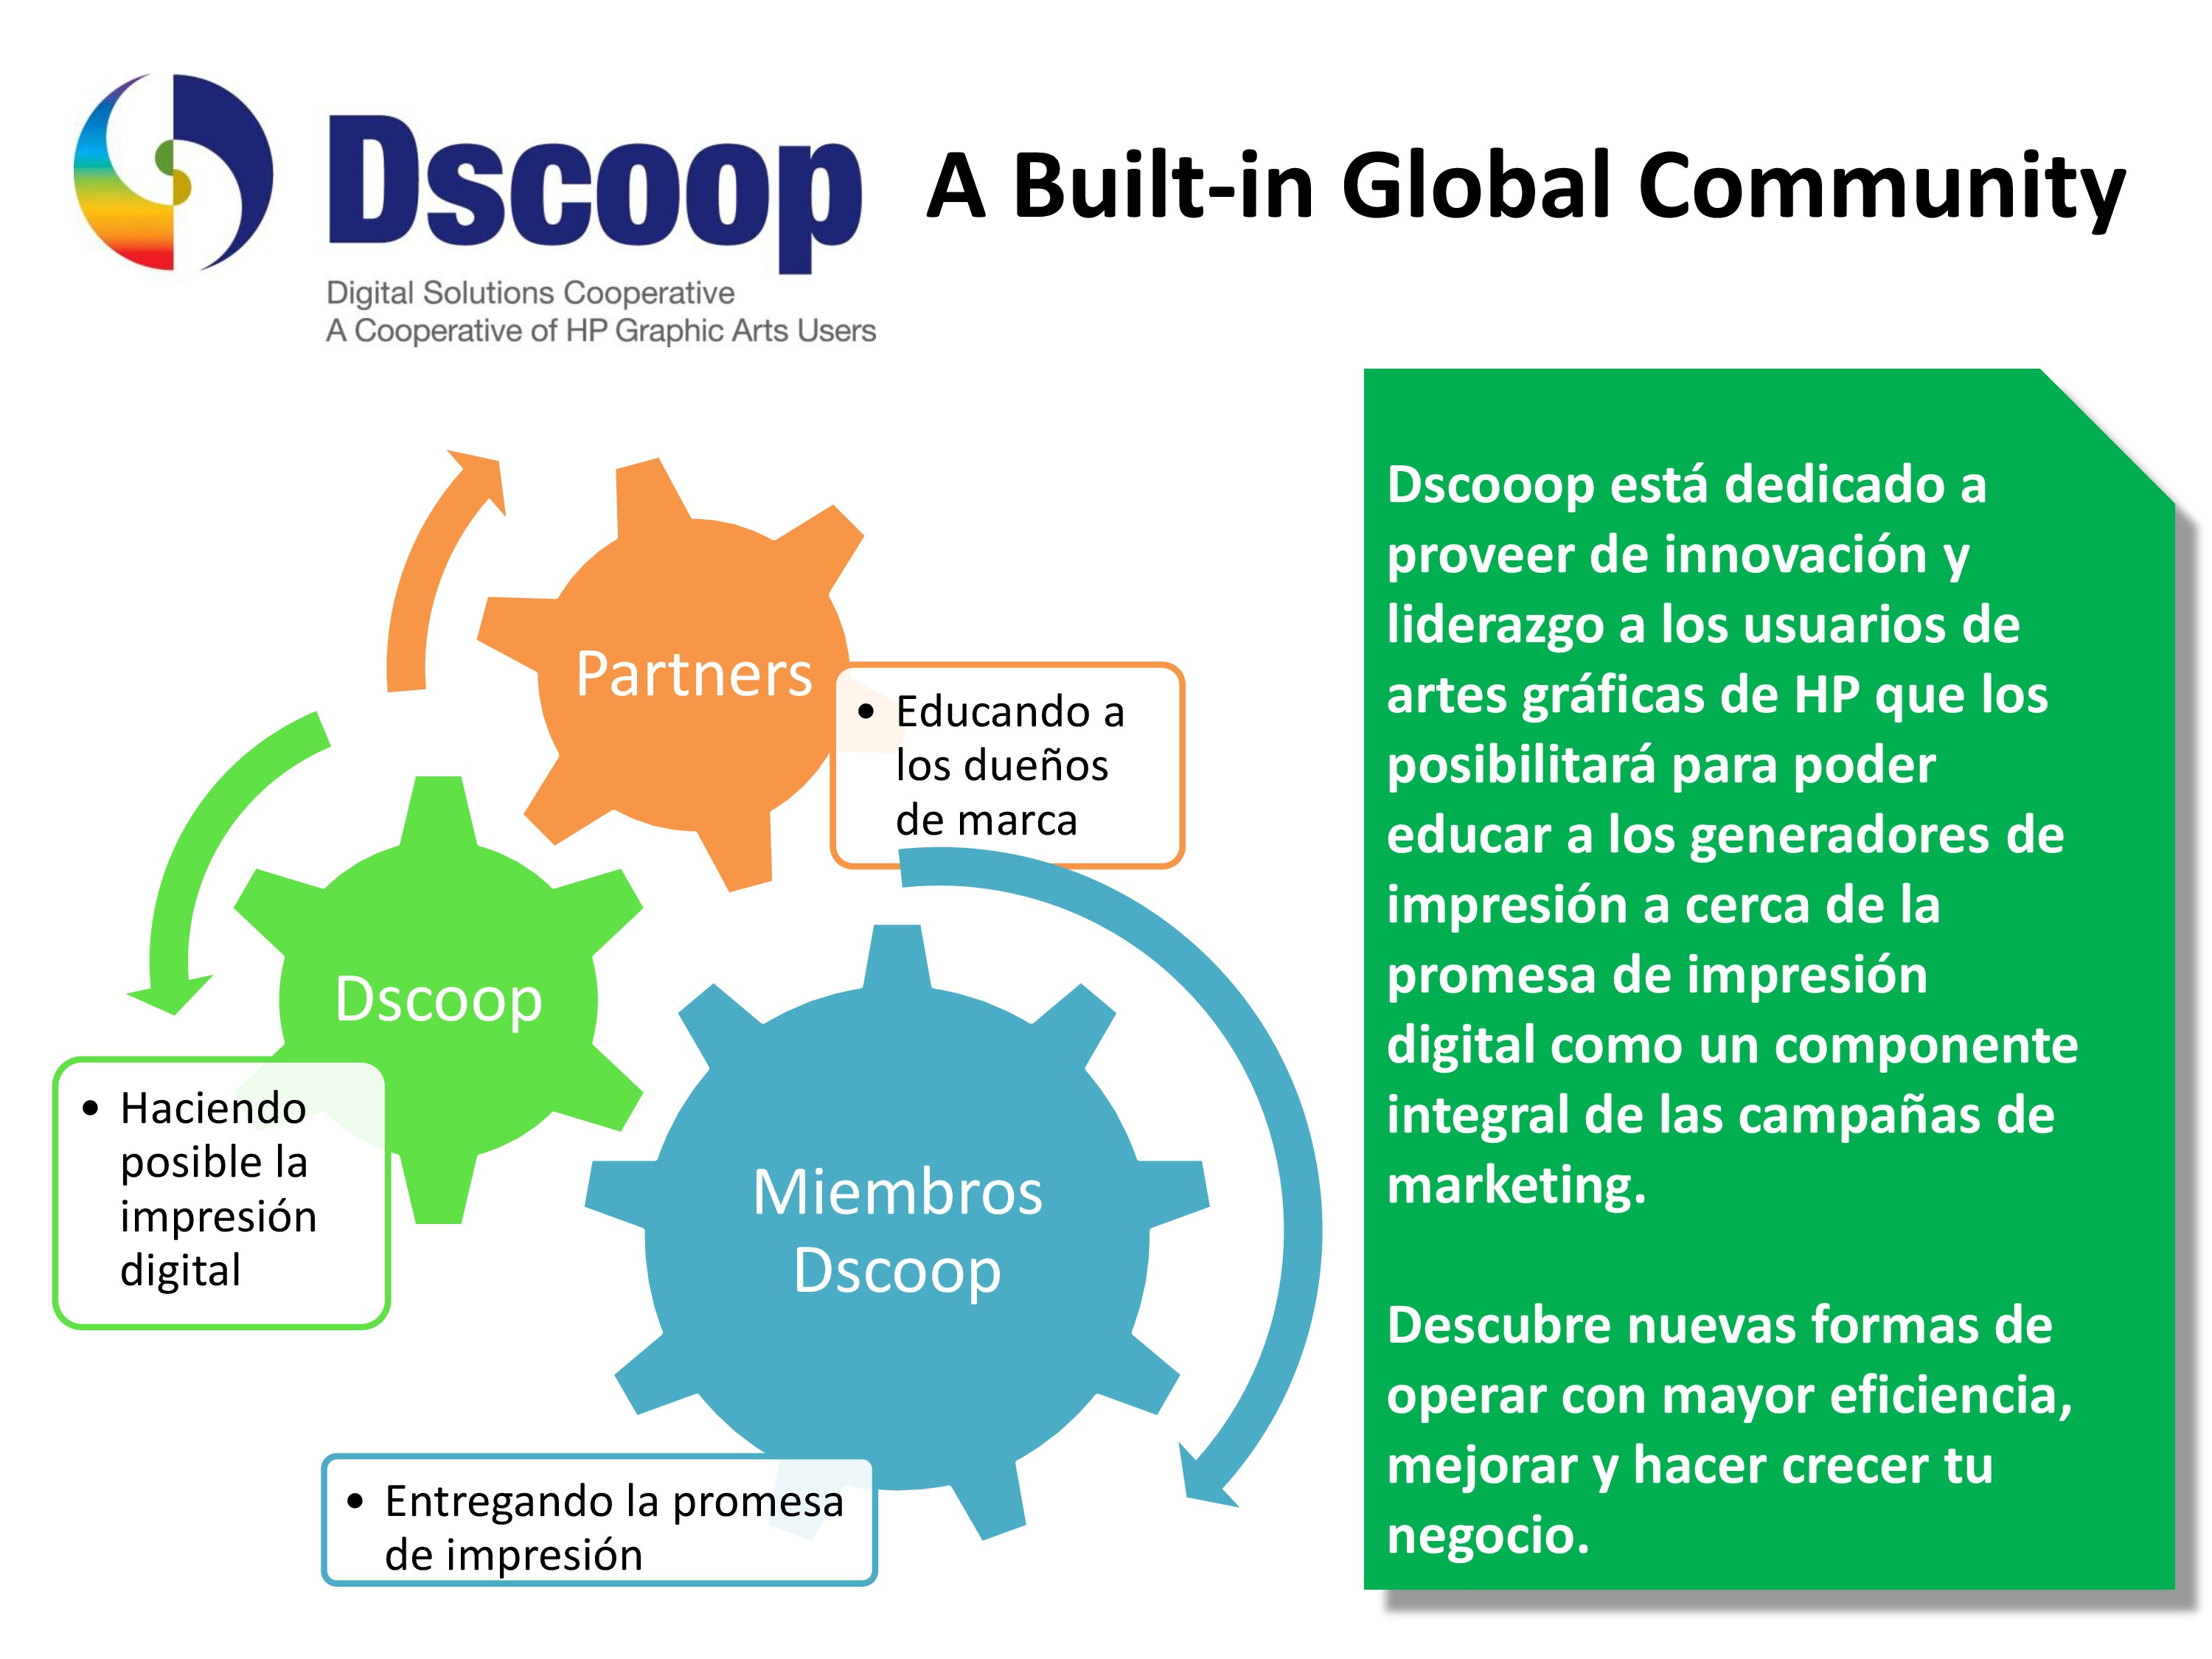 Dscoop
Digital Solutions Cooperative
A Cooperative of HP Graphic Arts Users
A Built-in Global Community
Partners
• Educando a
los dueños
de marca
Dscoop
• Haciendo
posible la
impresión
digital
Miembros
Dscoop
• Entregando la promesa
de impresión
Dscooop está dedicado a
proveer de innovación y
liderazgo a los usuarios de
artes gráficas de HP que los
posibilitará para poder
educar a los generadores de
impresión a cerca de la
promesa de impresión
digital como un componente
integral de las campañas de
marketing.
Descubre nuevas formas de
operar con mayor eficiencia,
mejorar y hacer crecer tu
negocio.